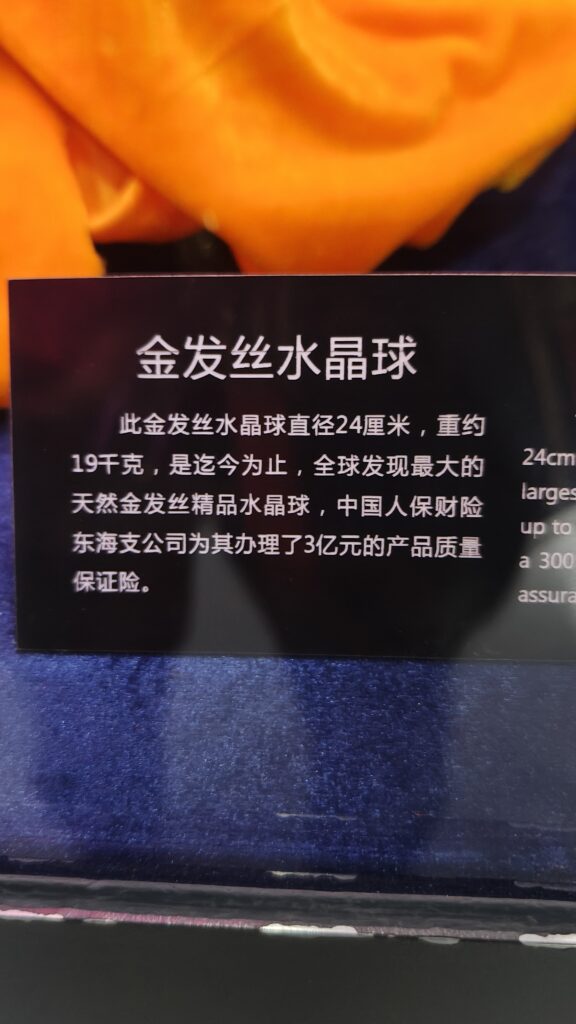 金发丝水晶球
此金发丝水晶球直径24厘米，重约
19千克，是迄今为止，全球发现最大的
天然金发丝精品水晶球，中国人保财险
东海支公司为其办理了3亿元的产品质量
保证险。
24cm
up to
a 300